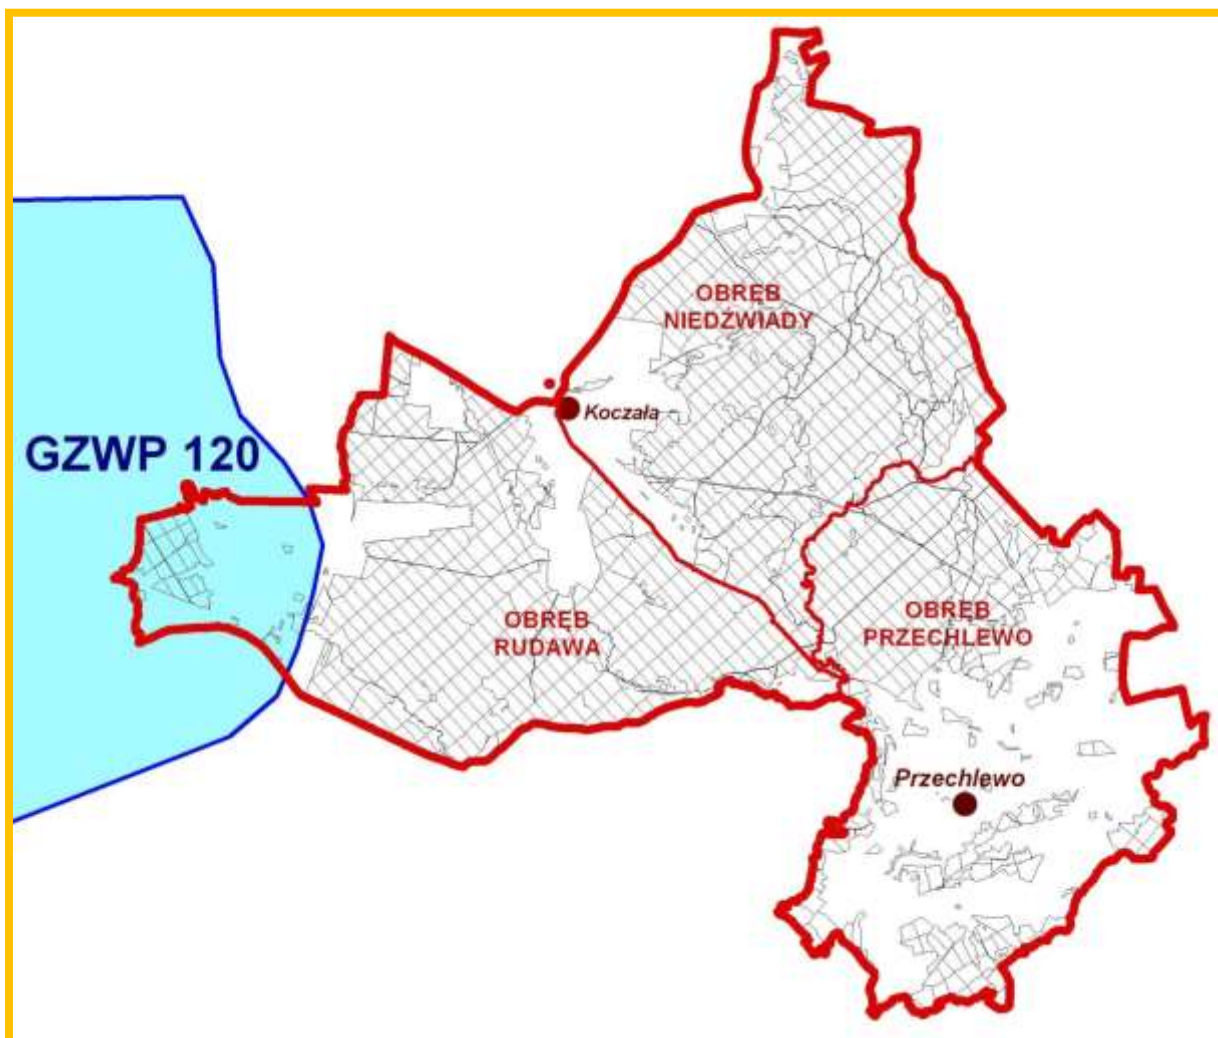 OBRĘB
NIEDŹWIADY
Koczała
GZWP 120
OBRĘB
RUDAWA
OBRĘB
PRZECHLEWO
Przechlewo